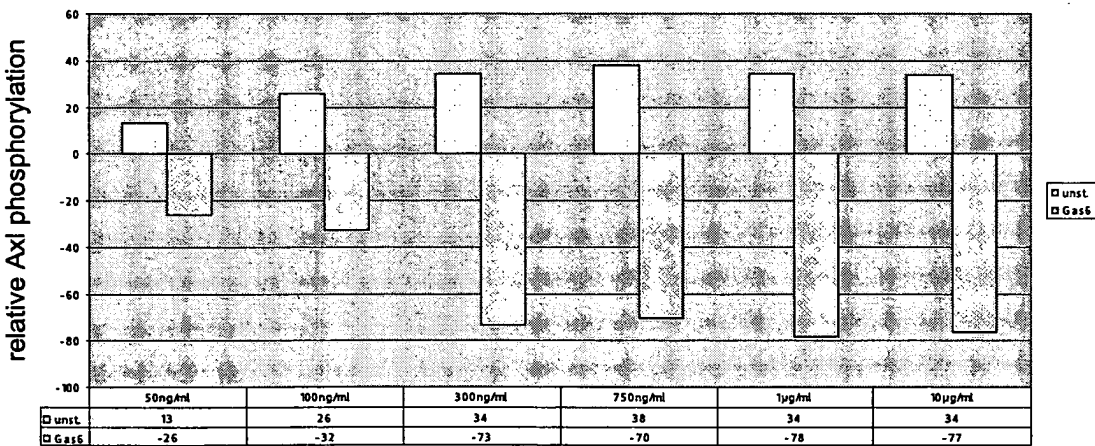 relative Axl phosphorylation
60
40
20
0
-20
-40
-60
-80
-100
unst.
Gas6
50ng/ml 100ng/ml 300ng/ml 750ng/ml 1µg/ml 10µg/ml
unst. 13 26 34 38 34 34
Gas6 -26 -32 -73 -70 -78 -77